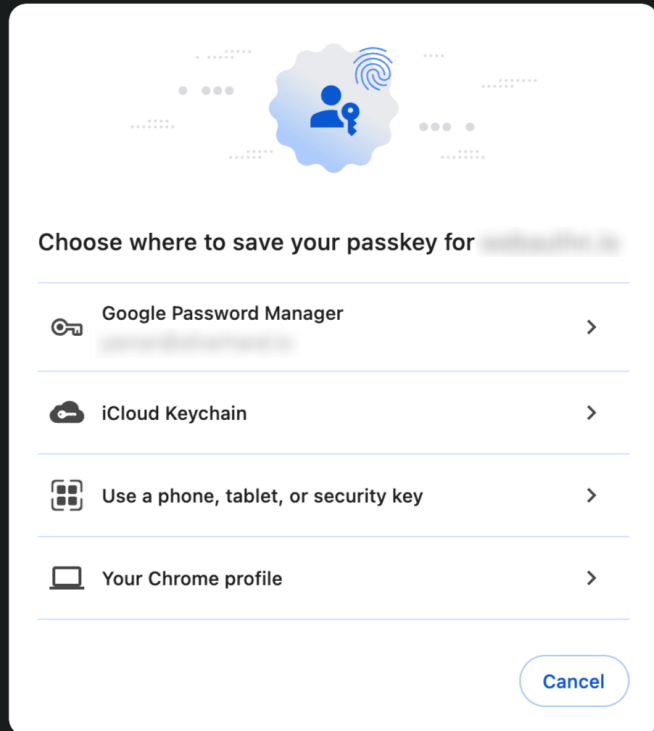 Choose where to save your passkey for
Google Password Manager
iCloud Keychain
Use a phone, tablet, or security key
Your Chrome profile
Cancel